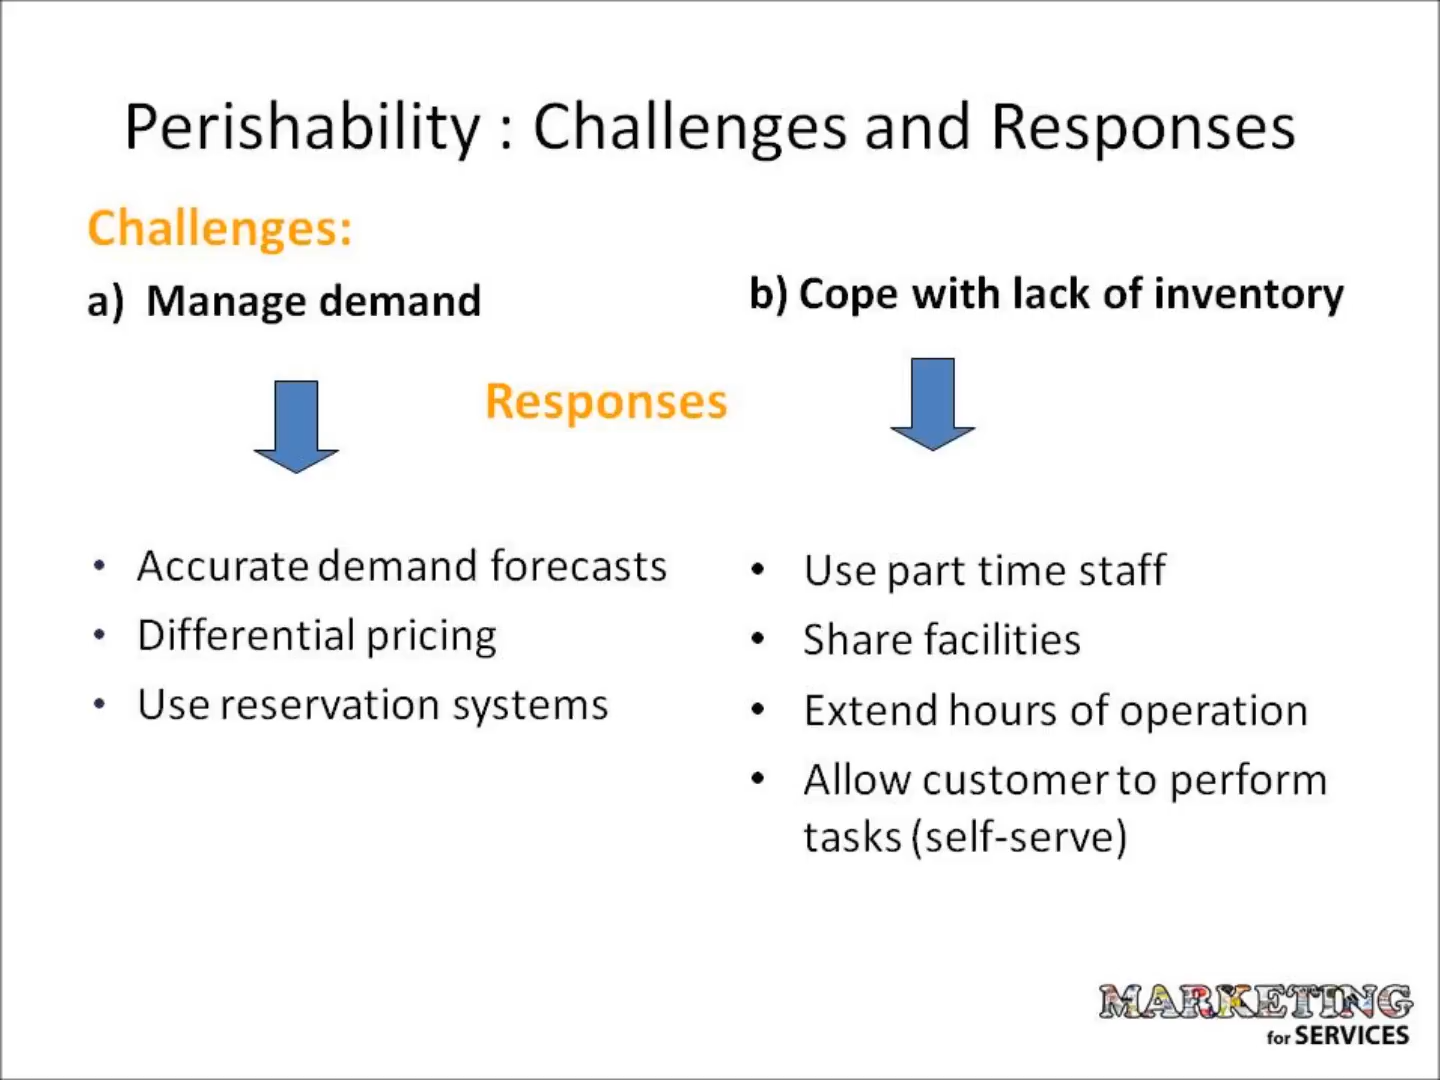 Perishability : Challenges and Responses
Challenges:
a) Manage demand
b) Cope with lack of inventory
Responses
• Accurate demand forecasts
• Differential pricing
• Use reservation systems
• Use part time staff
• Share facilities
• Extend hours of operation
• Allow customer to perform
tasks (self-serve)
MARKETING
for SERVICES